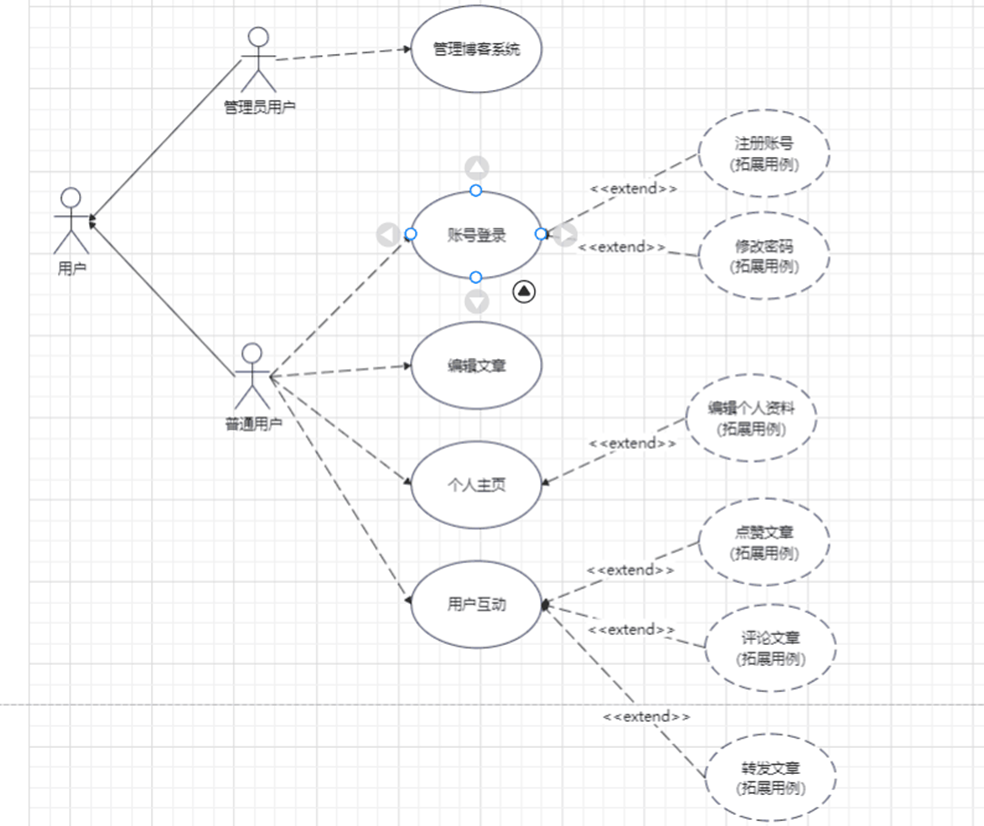 管理博客系统
管理员用户
注册账号
(拓展用例)
<<extend>>
账号登录
<<extend>>
修改密码
(拓展用例)
用户
编辑文章
普通用户
编辑个人资料
(拓展用例)
<<extend>>
个人主页
点赞文章
(拓展用例)
<<extend>>
用户互动
<<extend>>
评论文章
(拓展用例)
<<extend>>
转发文章
(拓展用例)